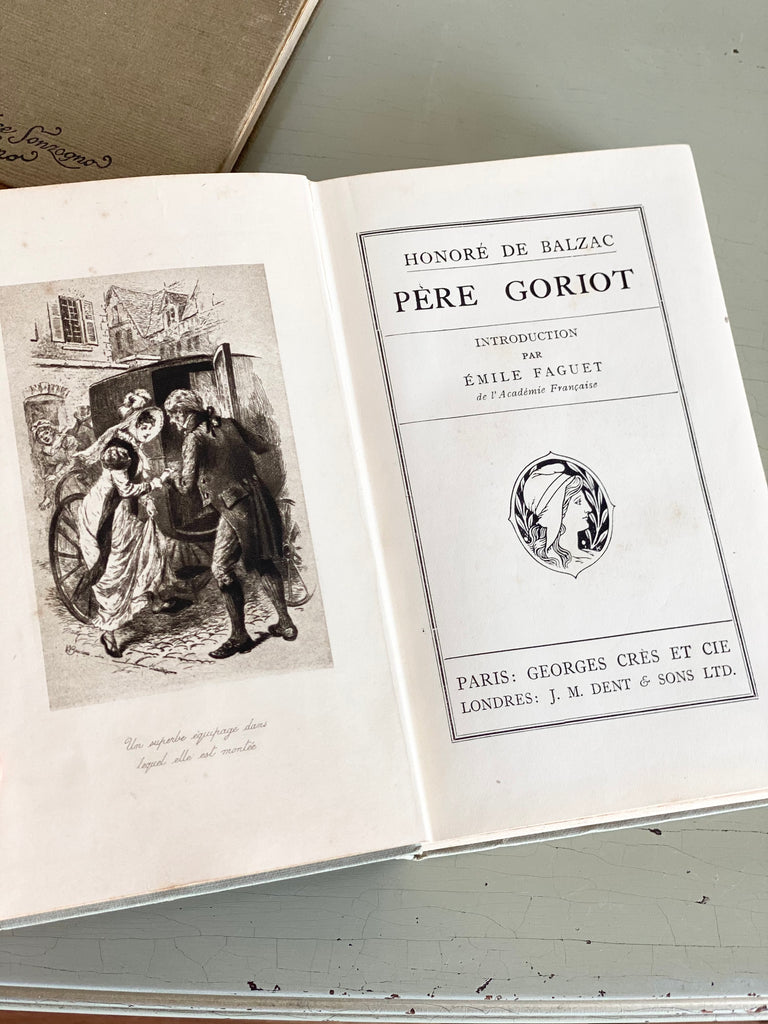 Sonzogno
Un superbe équipage dans
lequel elle est montée
HONORÉ DE BALZAC
PÈRE GORIOT
INTRODUCTION
PAR
ÉMILE FAGUET
de l'Académie Française
PARIS: GEORGES CRÈS ET CIE
LONDRES: J. M. DENT & SONS LTD.